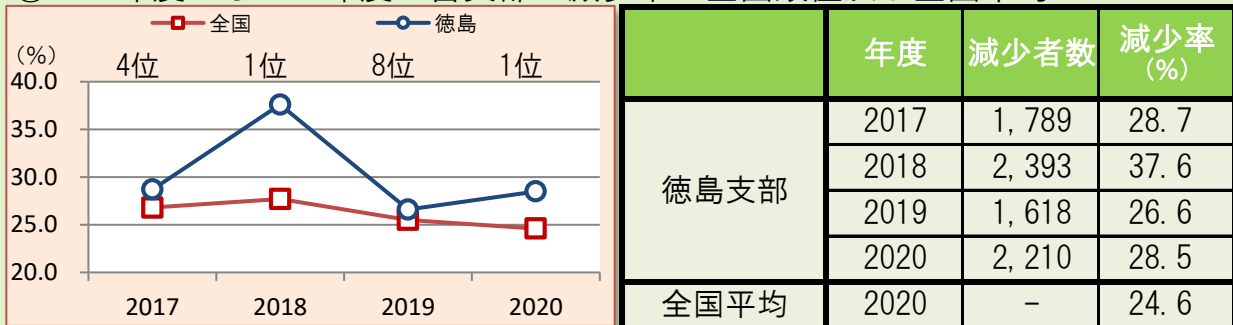 全国 徳島
(%)
4位 1位 8位 1位
40.0
35.0
30.0
25.0
20.0
2017 2018 2019 2020
年度 減少者数 減少率(%)
徳島支部
2017 1,789 28.7
2018 2,393 37.6
2019 1,618 26.6
2020 2,210 28.5
全国平均 2020 - 24.6